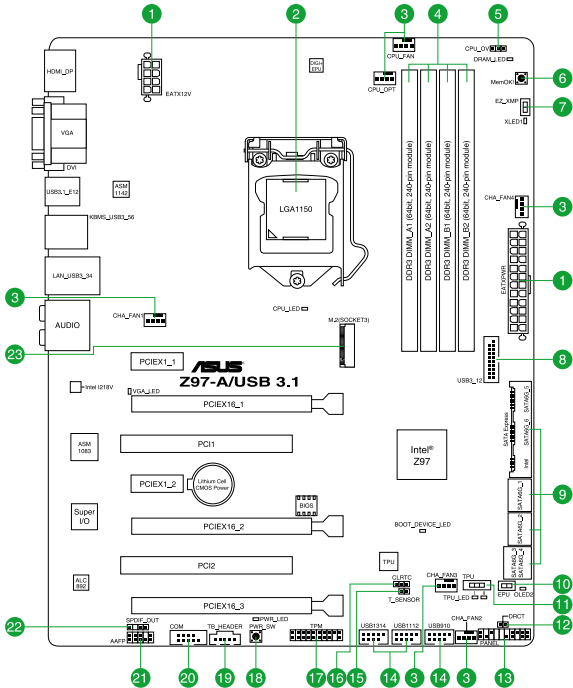 1
2
3
4
5
CPU_FAN
CPU_OV
DRAM_LED
HDMI_DP
DIGI+
EPU
CPU_OPT
MemOK!
6
EATX12V
EZ_XMP
7
XLED1
VGA
DVI
DDR3 DIMM_A1 (64bit, 240-pin module)
DDR3 DIMM_A2 (64bit, 240-pin module)
DDR3 DIMM_B1 (64bit, 240-pin module)
DDR3 DIMM_B2 (64bit, 240-pin module)
USB3.1_E12
ASM
1142
LGA1150
CHA_FAN4
3
KBMS_USB3_56
LAN_USB3_34
EATXPWR
1
3
CHA_FAN1
CPU_LED
AUDIO
M.2(SOCKET3)
23
PCIEX1_1
ASUS
Z97-A/USB 3.1
USB3_12
8
Intel I218V
VGA_LED
PCIEX16_1
SATA Express
SATA6G_5
SATA6G_6
Intel
ASM
1083
PCI1
Intel®
Z97
PCIEX1_2
Lithium Cell
CMOS Power
SATA6G_1
9
Super
I/O
BIOS
PCIEX16_2
BOOT_DEVICE_LED
SATA6G_2
SATA6G_3
SATA6G_4
PCI2
TPU
ALC
892
CLRTC
CHA_FAN3
TPU
10
T_SENSOR
TPU_LED
EPU
OLED2
11
PCIEX16_3
22
SPDIF_OUT
PWR_LED
DRCT
12
AAFP
COM
TB_HEADER
PWR_SW
TPM
USB1314
USB1112
USB910
CHA_FAN2
PANEL
21
20
19
18
17
16
15
14
3
14
3
13